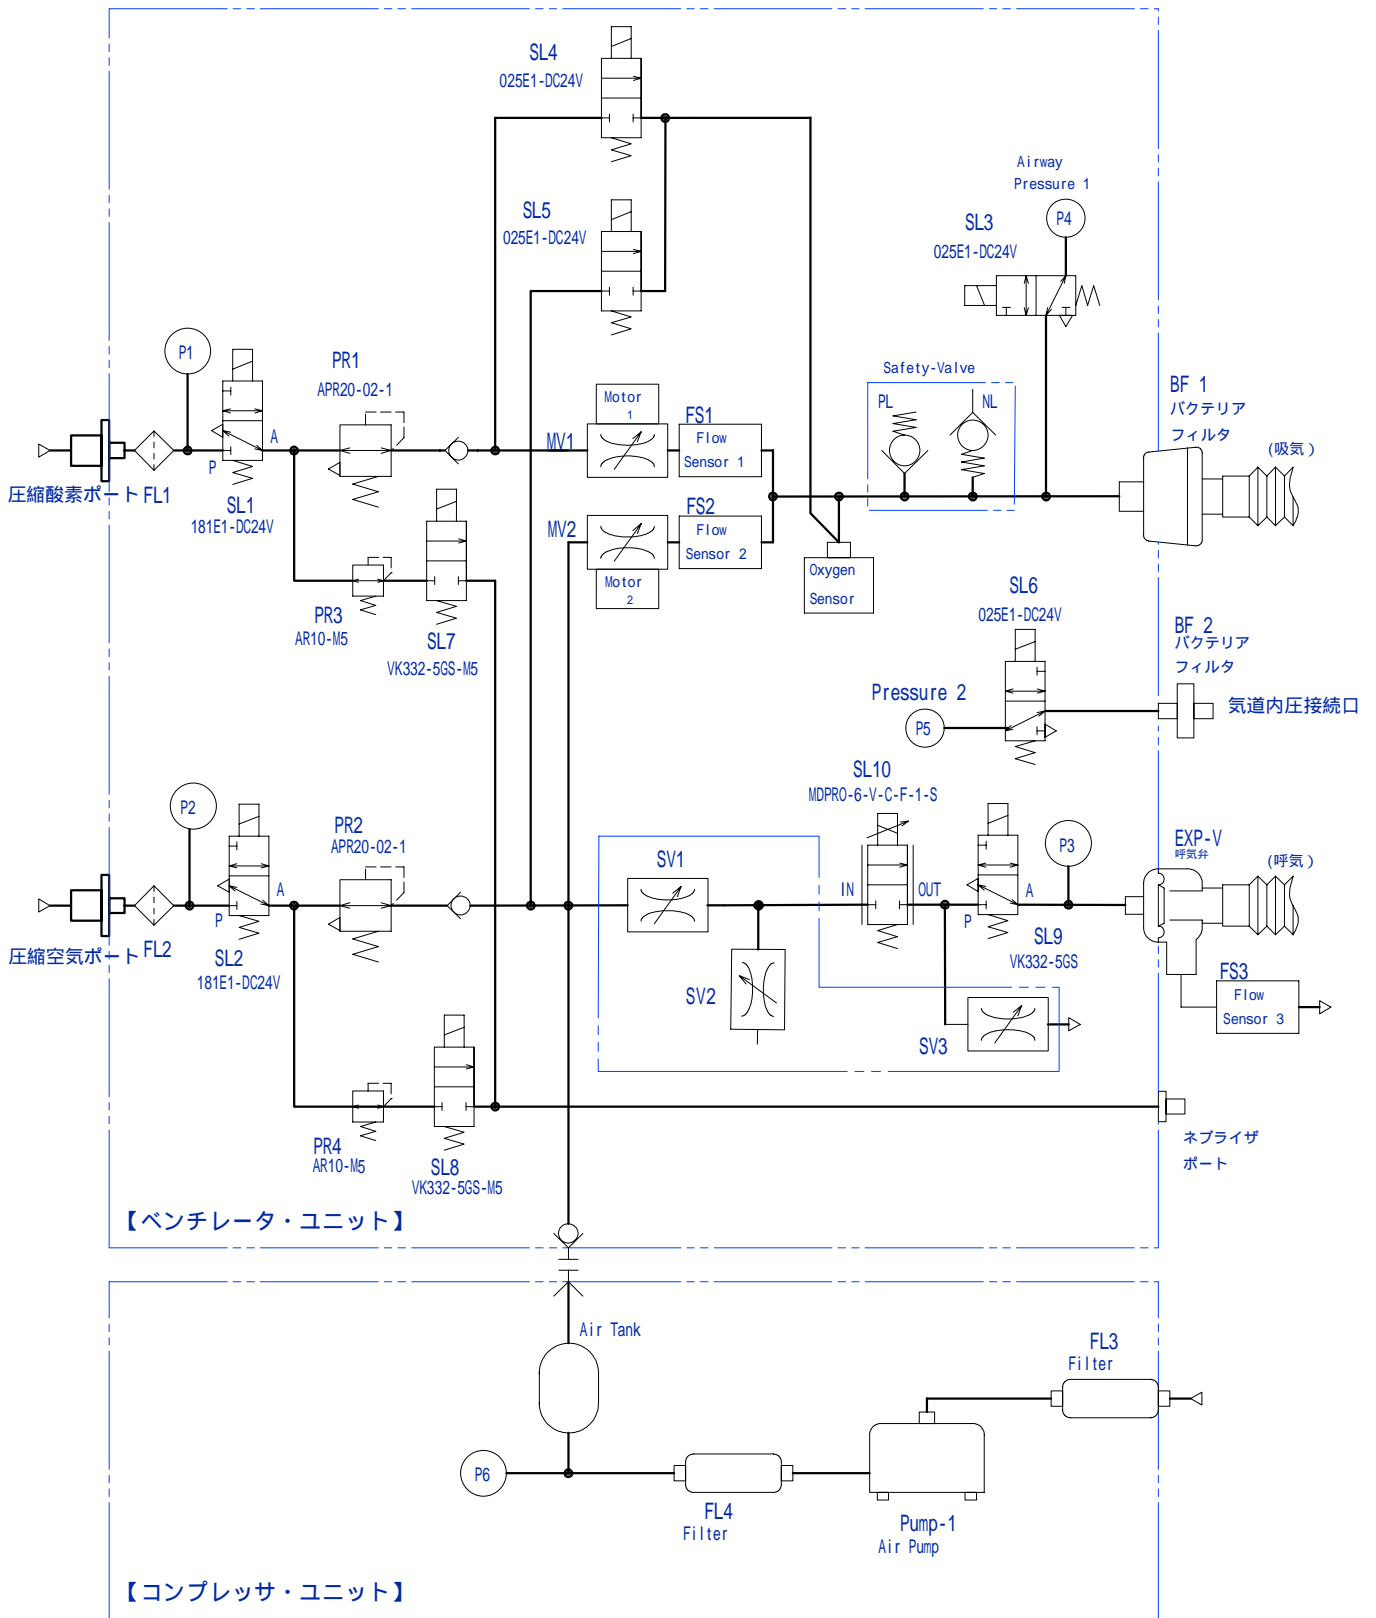 SL4
025E1-DC24V
SL5
025E1-DC24V
Airway
Pressure 1
P4
SL3
025E1-DC24V
P1
PR1
APR20-02-1
A
P
圧縮酸素ポート
FL1
SL1
181E1-DC24V
Motor
1
MV1
FS1
Flow
Sensor 1
MV2
FS2
Flow
Sensor 2
Motor
2
Safety-Valve
PL
NL
Oxygen
Sensor
BF 1
バクテリア
フィルタ
(吸気)
PR3
AR10-M5
SL7
VK332-5GS-M5
SL6
025E1-DC24V
Pressure 2
P5
BF 2
バクテリア
フィルタ
気道内圧接続口
P2
PR2
APR20-02-1
A
P
圧縮空気ポート
FL2
SL2
181E1-DC24V
SV1
SV2
SL10
MDPRO-6-V-C-F-1-S
IN
OUT
P
A
SL9
VK332-5GS
P3
SV3
EXP-V
呼気弁
(呼気)
FS3
Flow
Sensor 3
PR4
AR10-M5
SL8
VK332-5GS-M5
ネブライザ
ポート
【ベンチレータ・ユニット】
Air Tank
P6
FL4
Filter
Pump-1
Air Pump
FL3
Filter
【コンプレッサ・ユニット】